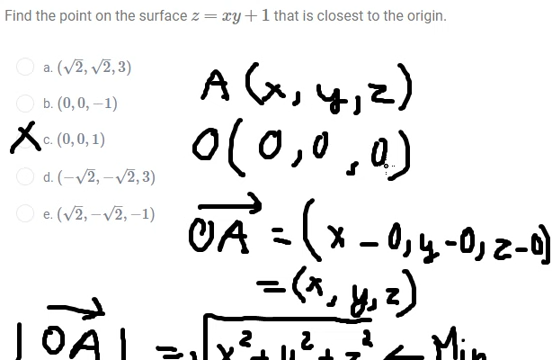 Find the point on the surface z = xy + 1 that is closest to the origin.
a. (√2, √2, 3)
b. (0, 0, −1)
X c. (0, 0, 1)
d. (−√2, −√2, 3)
e. (√2, −√2, −1)
A(x, y, z)
O(0, 0, 0)
OA = (x − 0, y − 0, z − 0)
= (x, y, z)
|OA| = √x² + y² + z² ← Min